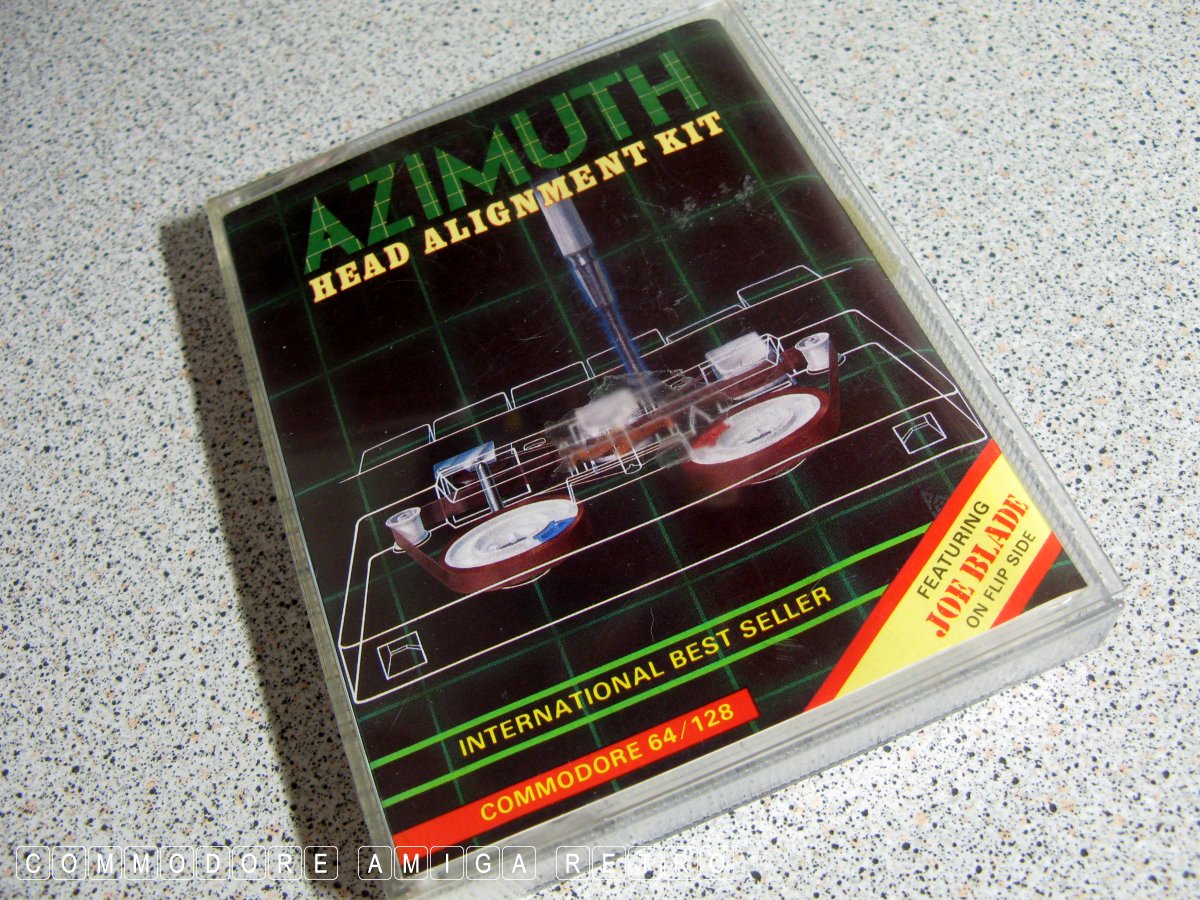 AZIMUTH
HEAD ALIGNMENT KIT
FEATURING
JOE BLADE
ON FLIP SIDE
INTERNATIONAL BEST SELLER
COMMODORE 64/128
COMMODORE AMIGA RETRO